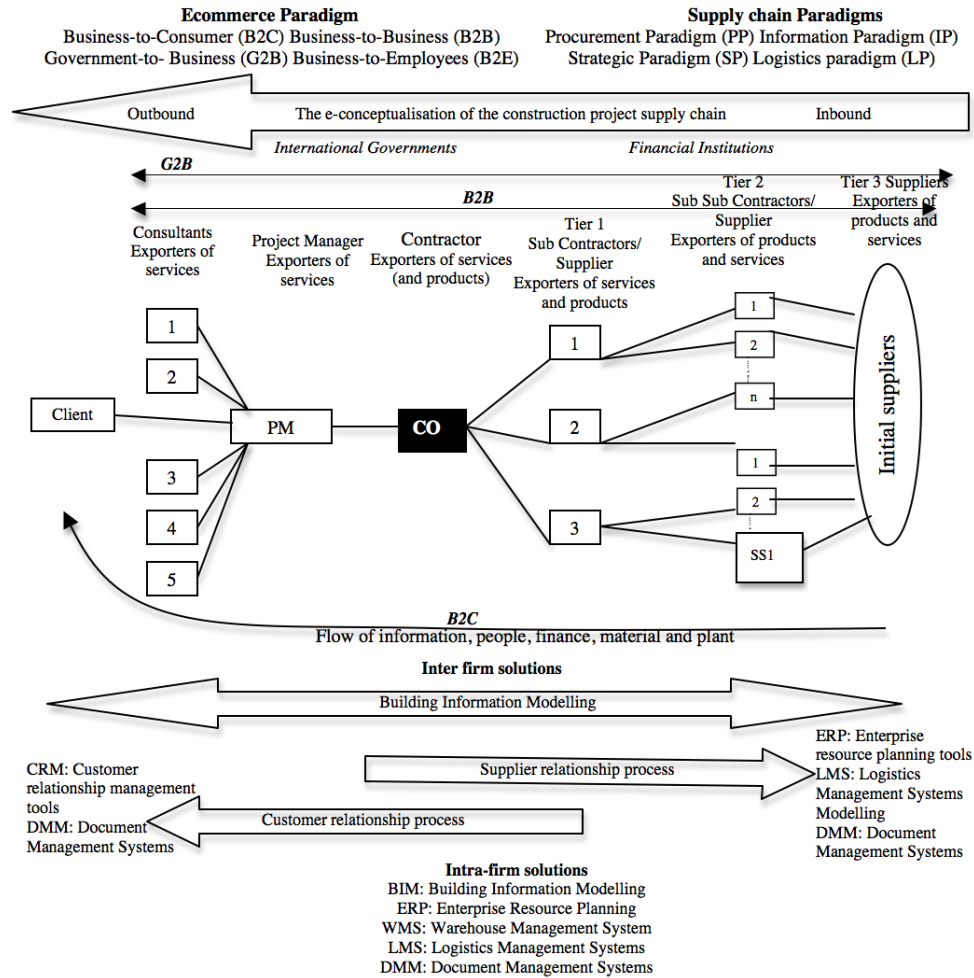 Ecommerce Paradigm
Business-to-Consumer (B2C) Business-to-Business (B2B)
Government-to- Business (G2B) Business-to-Employees (B2E)
Supply chain Paradigms
Procurement Paradigm (PP) Information Paradigm (IP)
Strategic Paradigm (SP) Logistics paradigm (LP)
Outbound
The e-conceptualisation of the construction project supply chain
Inbound
International Governments
Financial Institutions
G2B
B2B
Consultants
Exporters of
services
Project Manager
Exporters of
services
Contractor
Exporters of services
(and products)
Tier 1
Sub Contractors/
Supplier
Exporters of services
and products
Tier 2
Sub Sub Contractors/
Supplier
Exporters of products
and services
Tier 3 Suppliers
Exporters of
products and
services
1
2
Client
3
4
5
PM
CO
1
2
3
1
2
n
1
2
SS1
Initial suppliers
B2C
Flow of information, people, finance, material and plant
Inter firm solutions
Building Information Modelling
Supplier relationship process
ERP: Enterprise
resource planning tools
LMS: Logistics
Management Systems
Modelling
DMM: Document
Management Systems
CRM: Customer
relationship management
tools
DMM: Document
Management Systems
Customer relationship process
Intra-firm solutions
BIM: Building Information Modelling
ERP: Enterprise Resource Planning
WMS: Warehouse Management System
LMS: Logistics Management Systems
DMM: Document Management Systems